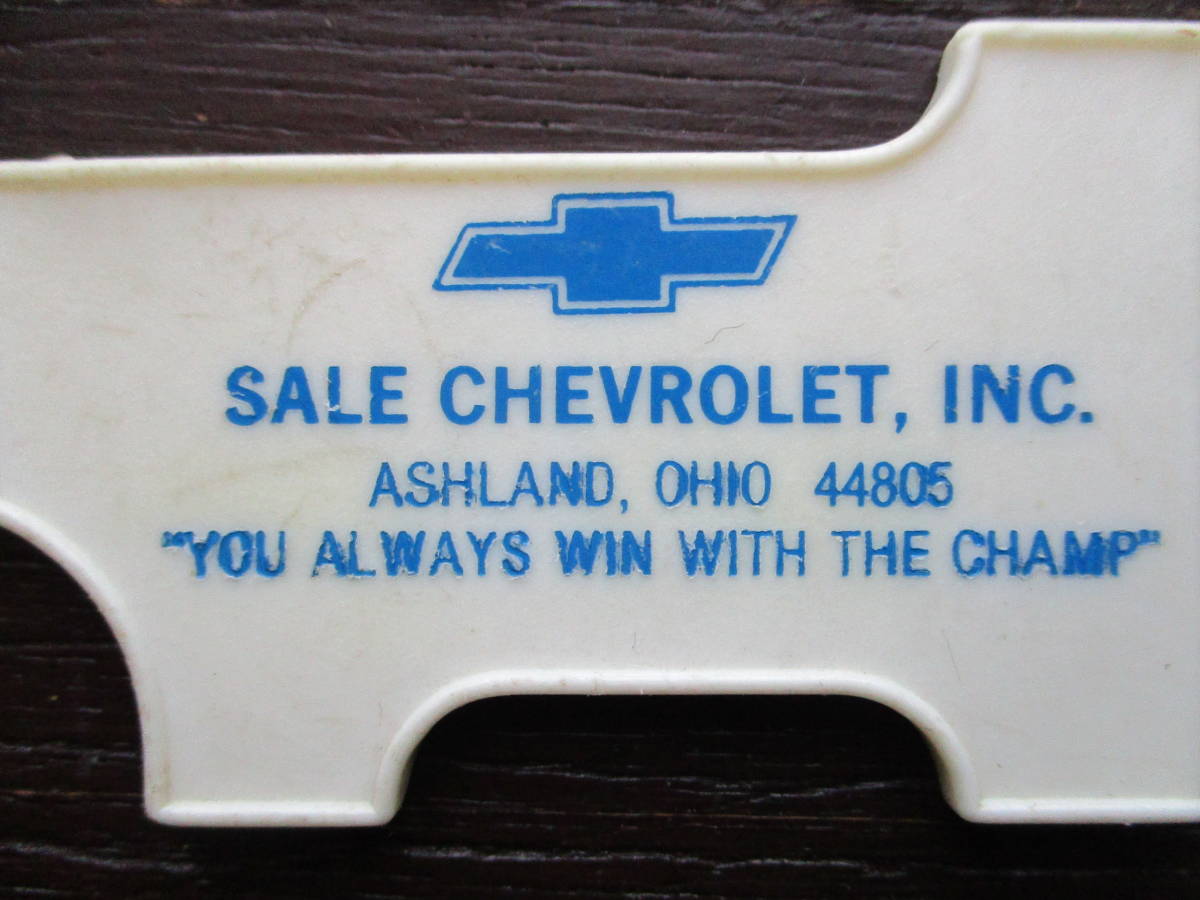 SALE CHEVROLET, INC.
ASHLAND, OHIO 44805
"YOU ALWAYS WIN WITH THE CHAMP"